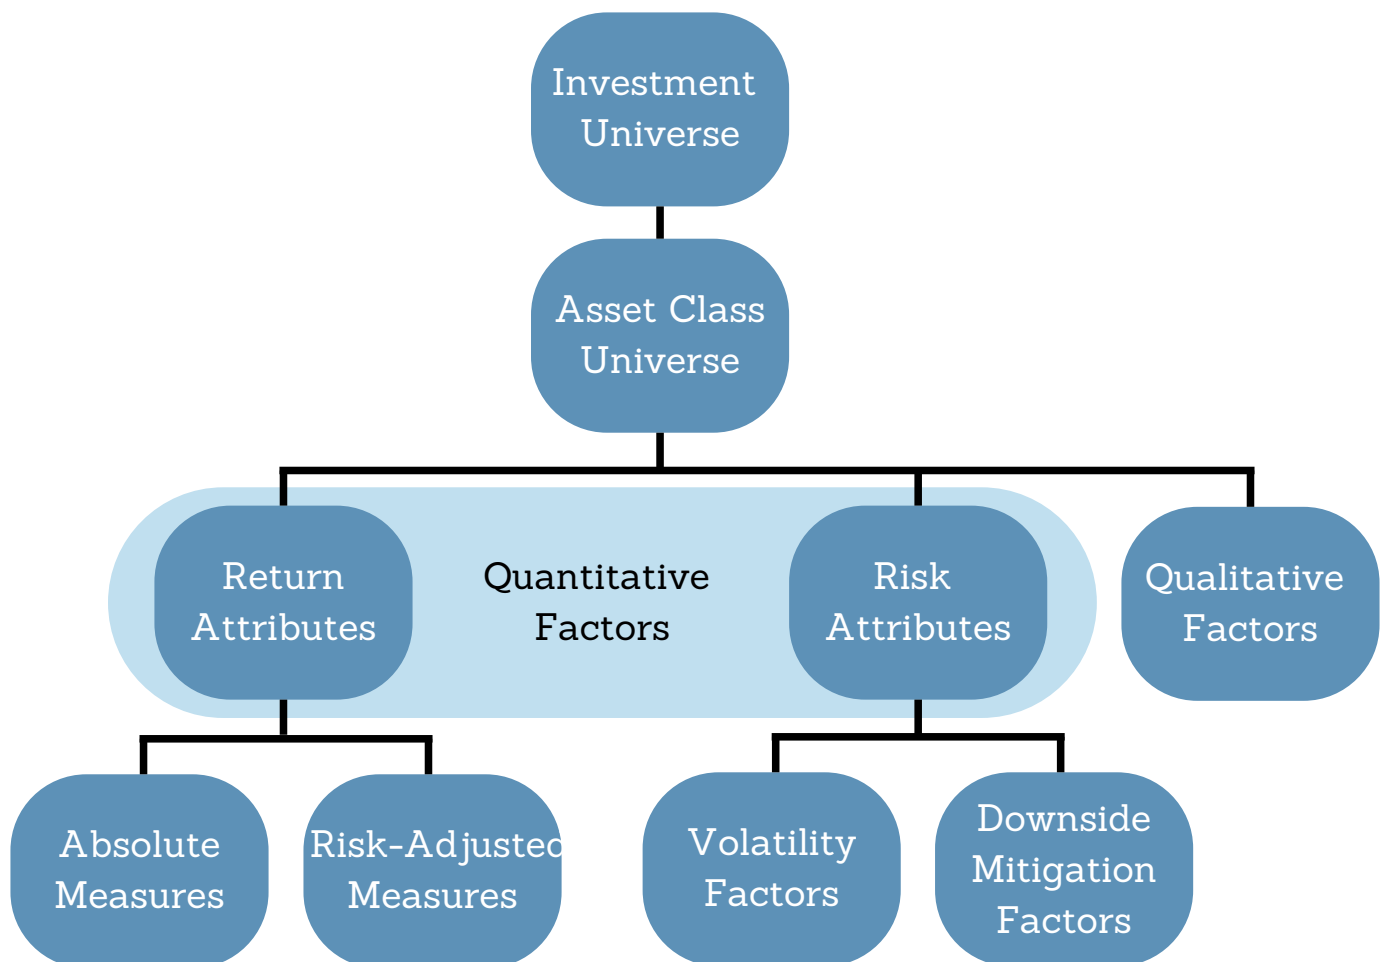 Investment
Universe
Asset Class
Universe
Return
Attributes
Quantitative
Factors
Risk
Attributes
Qualitative
Factors
Absolute
Measures
Risk-Adjusted
Measures
Volatility
Factors
Downside
Mitigation
Factors